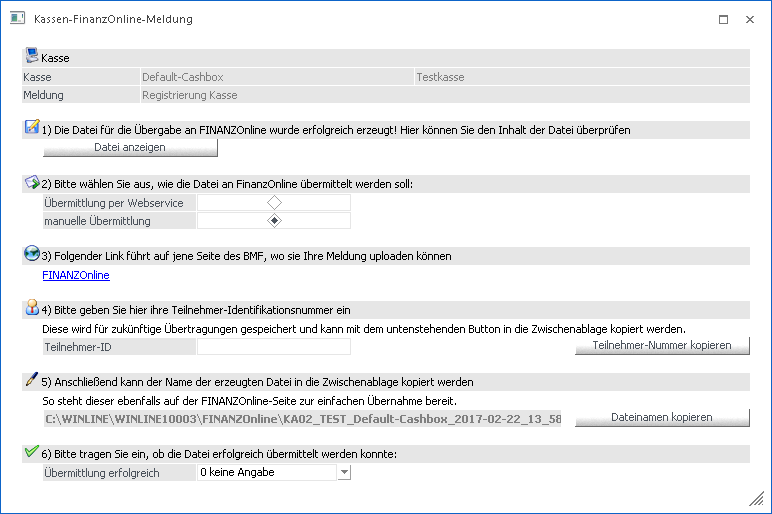 Kassen-FinanzOnline-Meldung
Kasse
Kasse Default-Cashbox Testkasse
Meldung Registrierung Kasse
1) Die Datei für die Übergabe an FINANZOnline wurde erfolgreich erzeugt! Hier können Sie den Inhalt der Datei überprüfen
Datei anzeigen
2) Bitte wählen Sie aus, wie die Datei an FinanzOnline übermittelt werden soll:
Übermittlung per Webservice
manuelle Übermittlung
3) Folgender Link führt auf jene Seite des BMF, wo sie Ihre Meldung uploaden können
FINANZOnline
4) Bitte geben Sie hier ihre Teilnehmer-Identifikationsnummer ein
Diese wird für zukünftige Übertragungen gespeichert und kann mit dem untenstehenden Button in die Zwischenablage kopiert werden.
Teilnehmer-ID Teilnehmer-Nummer kopieren
5) Anschließend kann der Name der erzeugten Datei in die Zwischenablage kopiert werden
So steht dieser ebenfalls auf der FINANZOnline-Seite zur einfachen Übernahme bereit.
C:\WINLINE\WINLINE10003\FINANZOnline\KA02_TEST_Default-Cashbox_2017-02-22_13_58 Dateinamen kopieren
6) Bitte tragen Sie ein, ob die Datei erfolgreich übermittelt werden konnte:
Übermittlung erfolgreich 0 keine Angabe